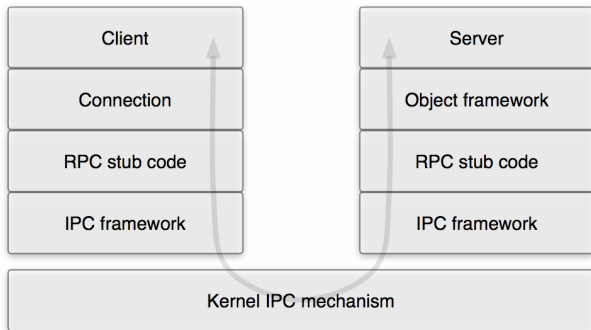 Client
Connection
RPC stub code
IPC framework
Server
Object framework
RPC stub code
IPC framework
Kernel IPC mechanism